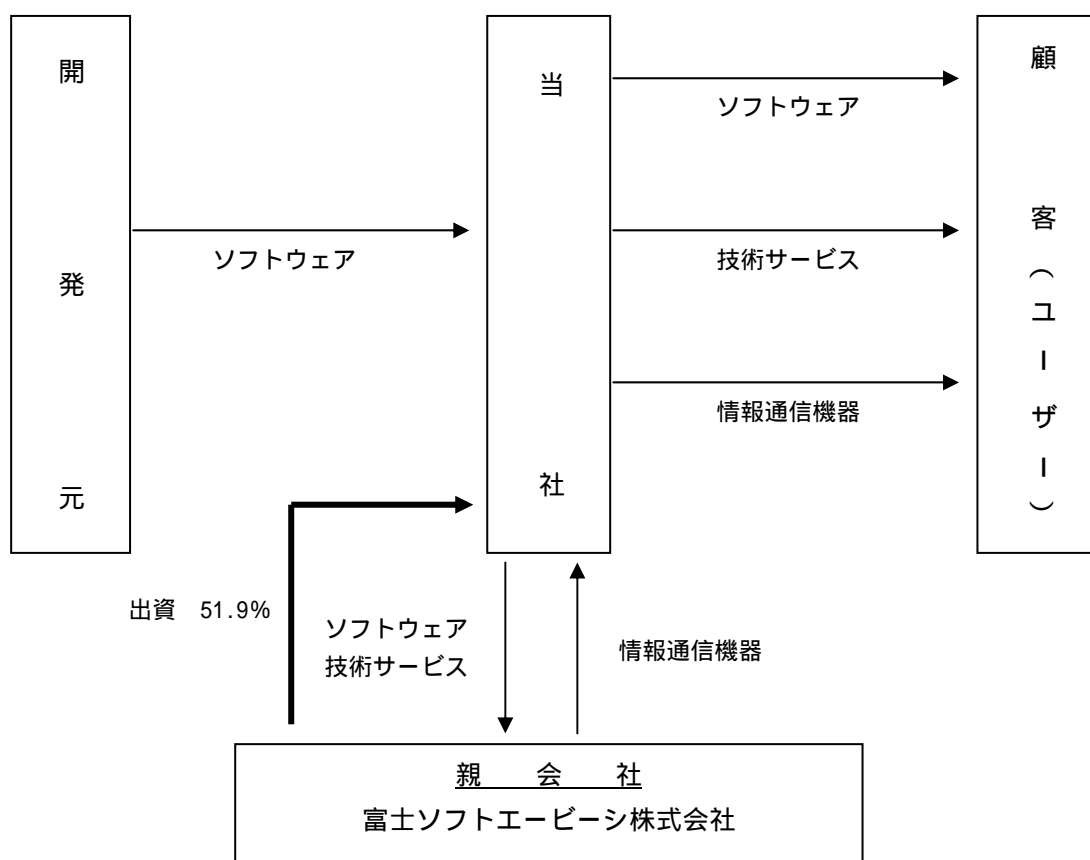 開発元
ソフトウェア
当社
ソフトウェア
技術サービス
情報通信機器
顧客(ユーザー)
出資 51.9%
ソフトウェア
技術サービス
情報通信機器
親会社
富士ソフトエービーシ株式会社